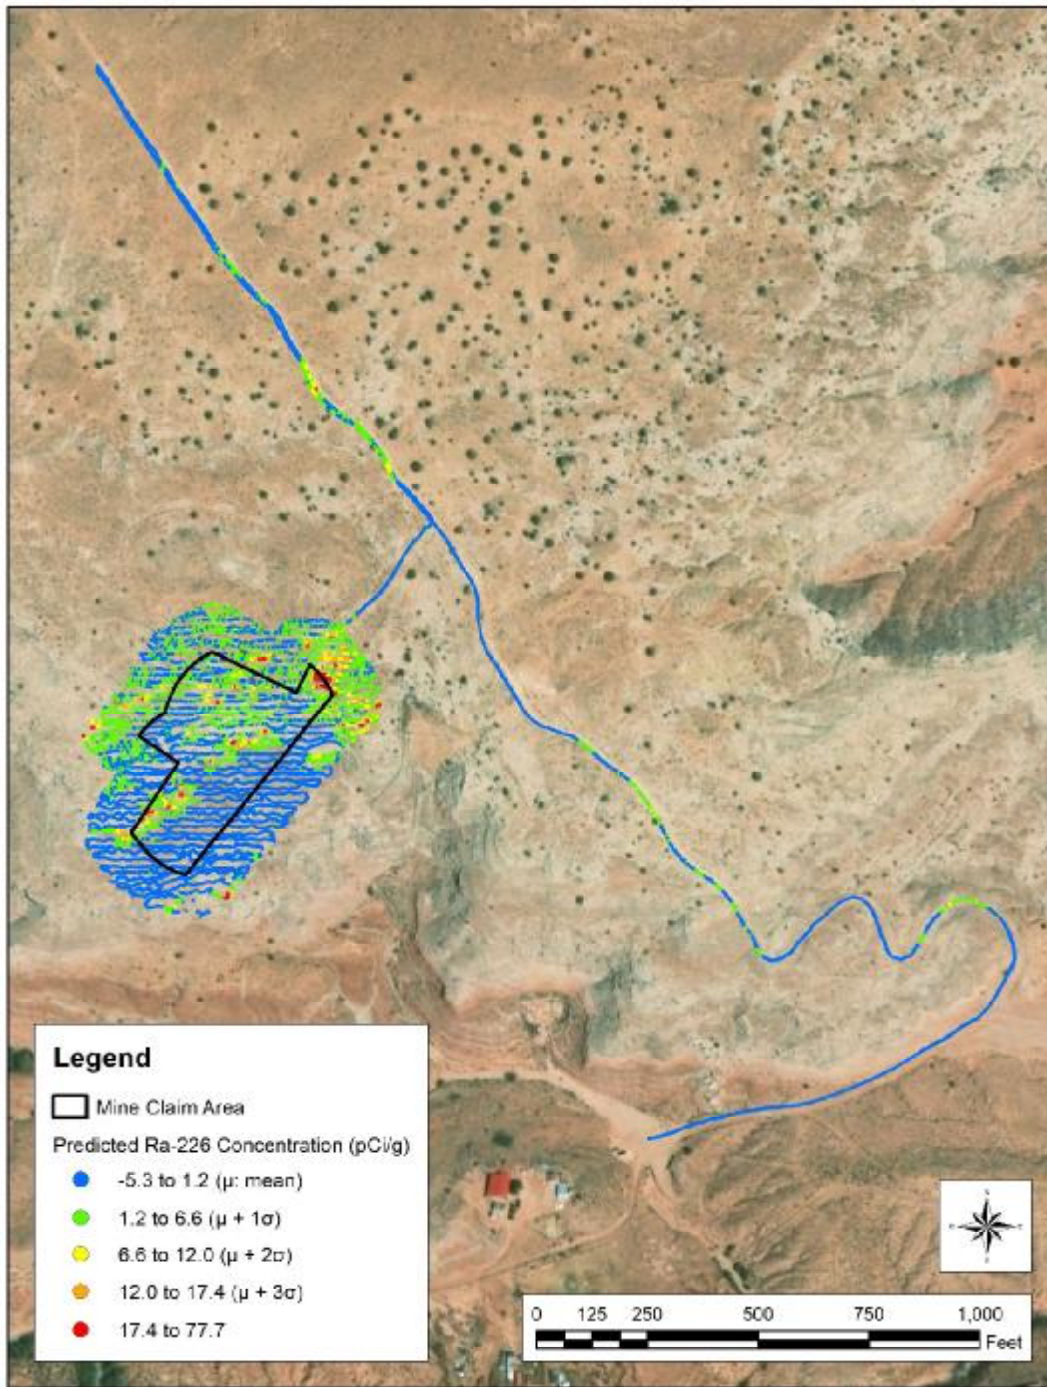 Legend
Mine Claim Area
Predicted Ra-226 Concentration (pCi/g)
-5.3 to 1.2 (μ: mean)
1.2 to 6.6 (μ + 1σ)
6.6 to 12.0 (μ + 2σ)
12.0 to 17.4 (μ + 3σ)
17.4 to 77.7
0 125 250 500 750 1,000
Feet